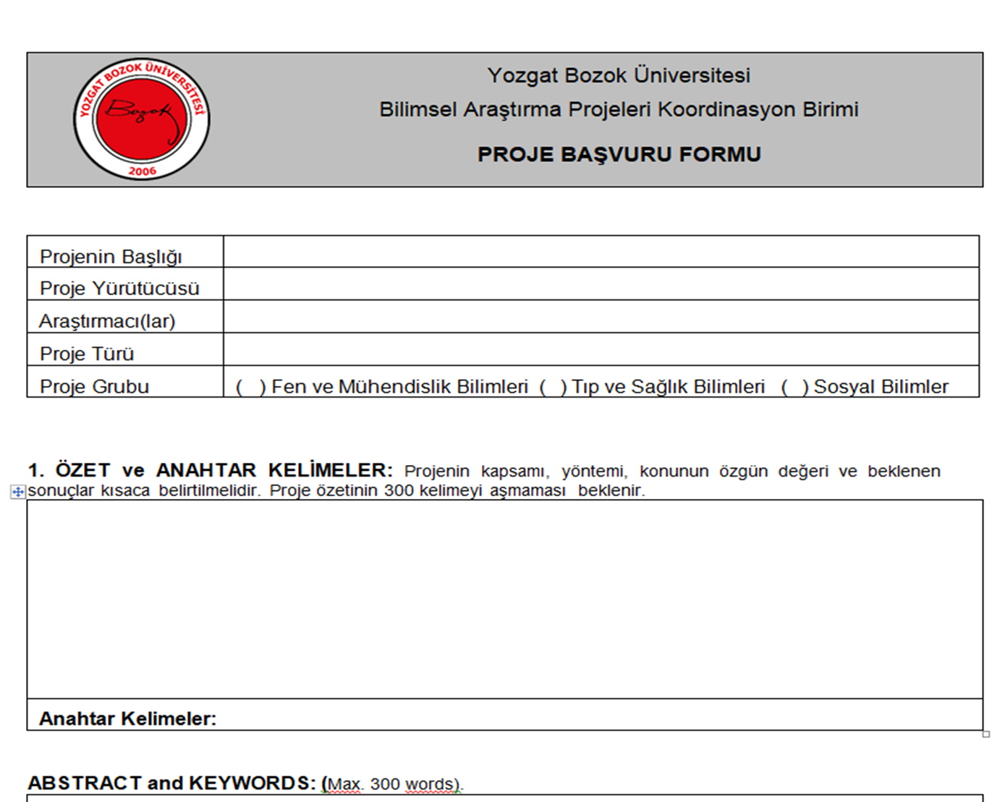 YOZGAT BOZOK ÜNİVERSİTESİ
Bozok
2006
Yozgat Bozok Üniversitesi
Bilimsel Araştırma Projeleri Koordinasyon Birimi
PROJE BAŞVURU FORMU
Projenin Başlığı
Proje Yürütücüsü
Araştırmacı(lar)
Proje Türü
Proje Grubu ( ) Fen ve Mühendislik Bilimleri ( ) Tıp ve Sağlık Bilimleri ( ) Sosyal Bilimler
1. ÖZET ve ANAHTAR KELİMELER: Projenin kapsamı, yöntemi, konunun özgün değeri ve beklenen
sonuçlar kısaca belirtilmelidir. Proje özetinin 300 kelimeyi aşmaması beklenir.
Anahtar Kelimeler:
ABSTRACT and KEYWORDS: (Max. 300 words).